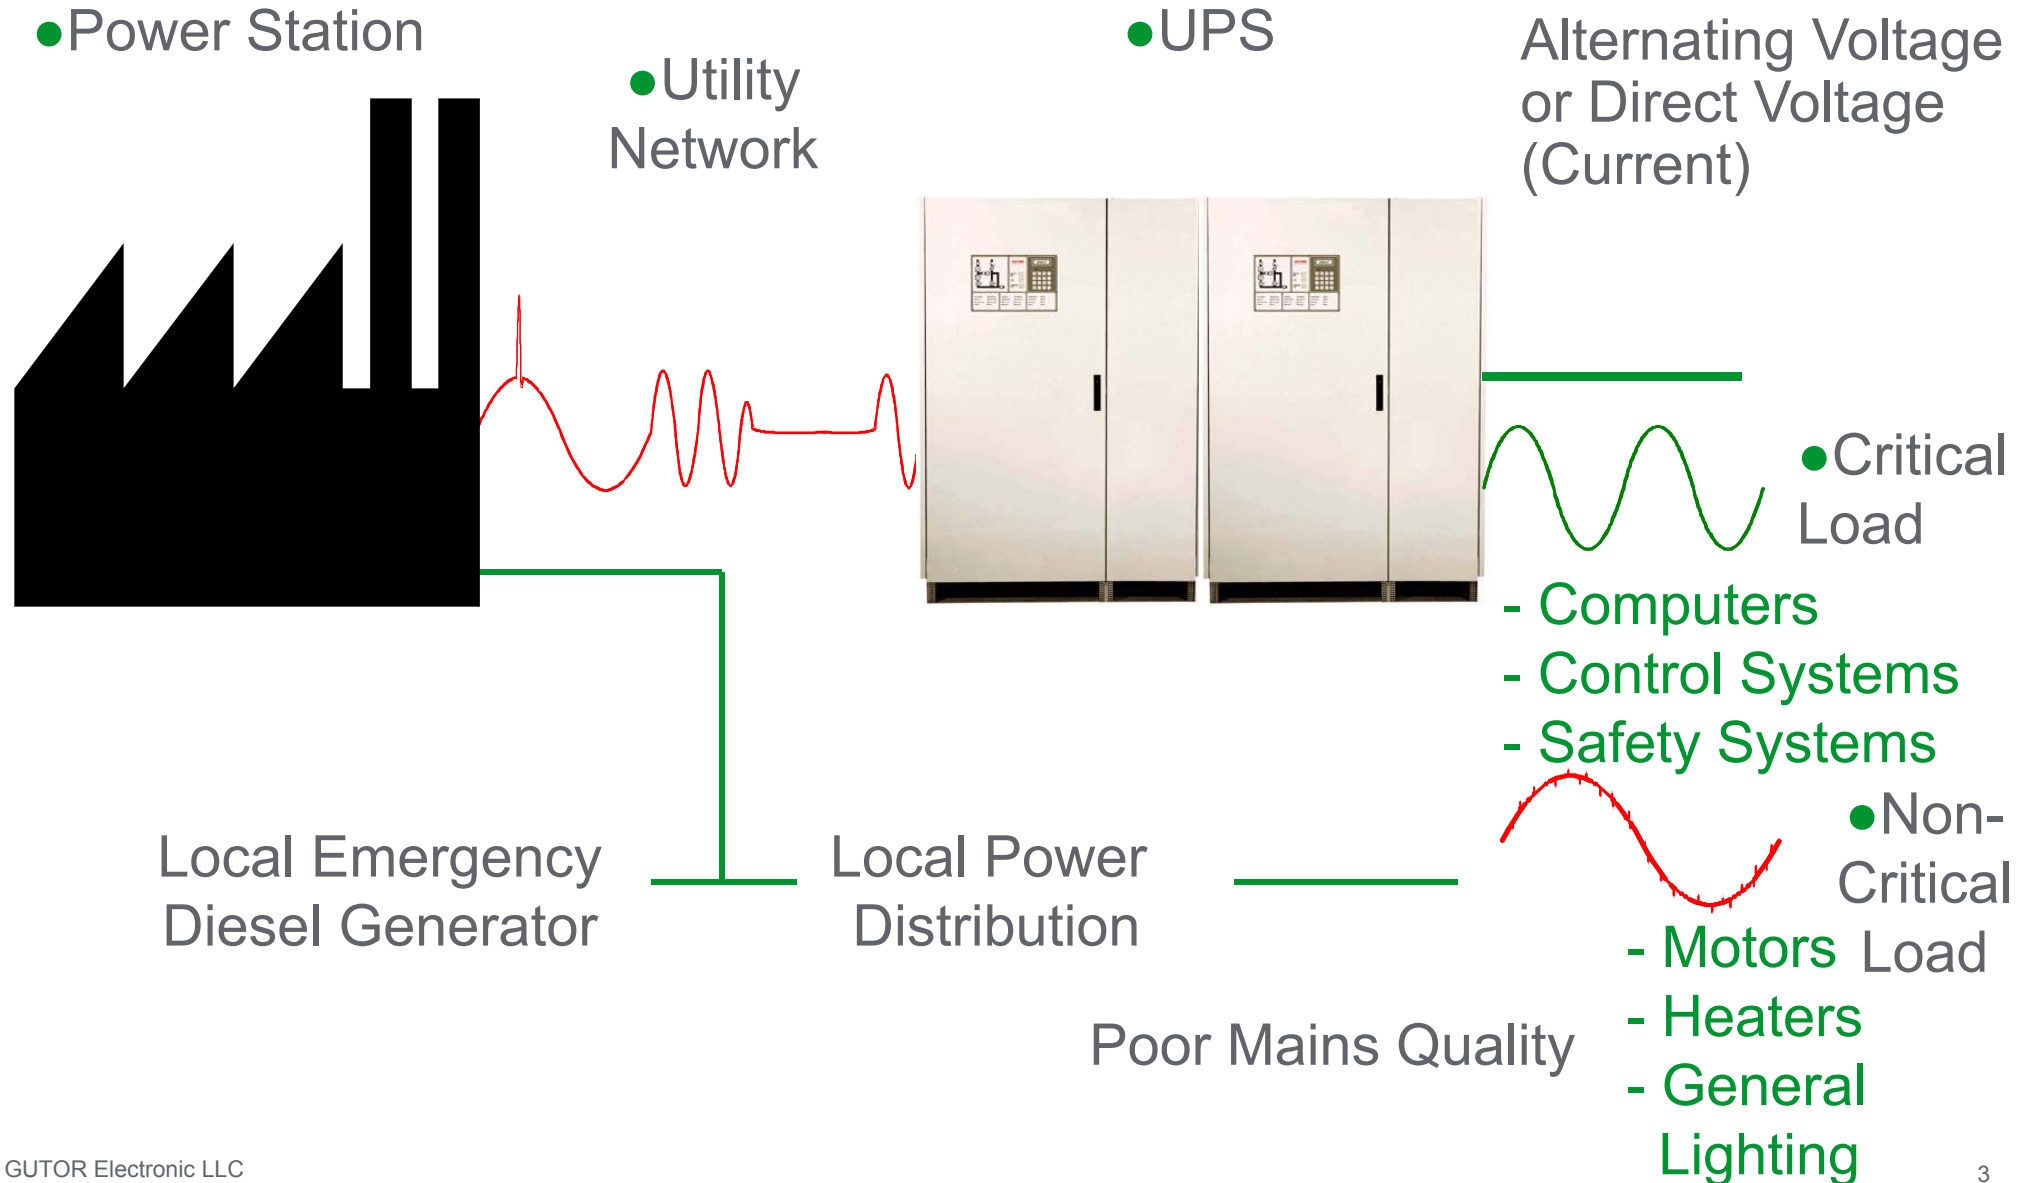 ●Power Station
●Utility
Network
●UPS
Alternating Voltage
or Direct Voltage
(Current)
●Critical
Load
- Computers
- Control Systems
- Safety Systems
Local Emergency
Diesel Generator
Local Power
Distribution
●Non-
Critical
Load
- Motors
- Heaters
- General
Lighting
Poor Mains Quality
GUTOR Electronic LLC
3